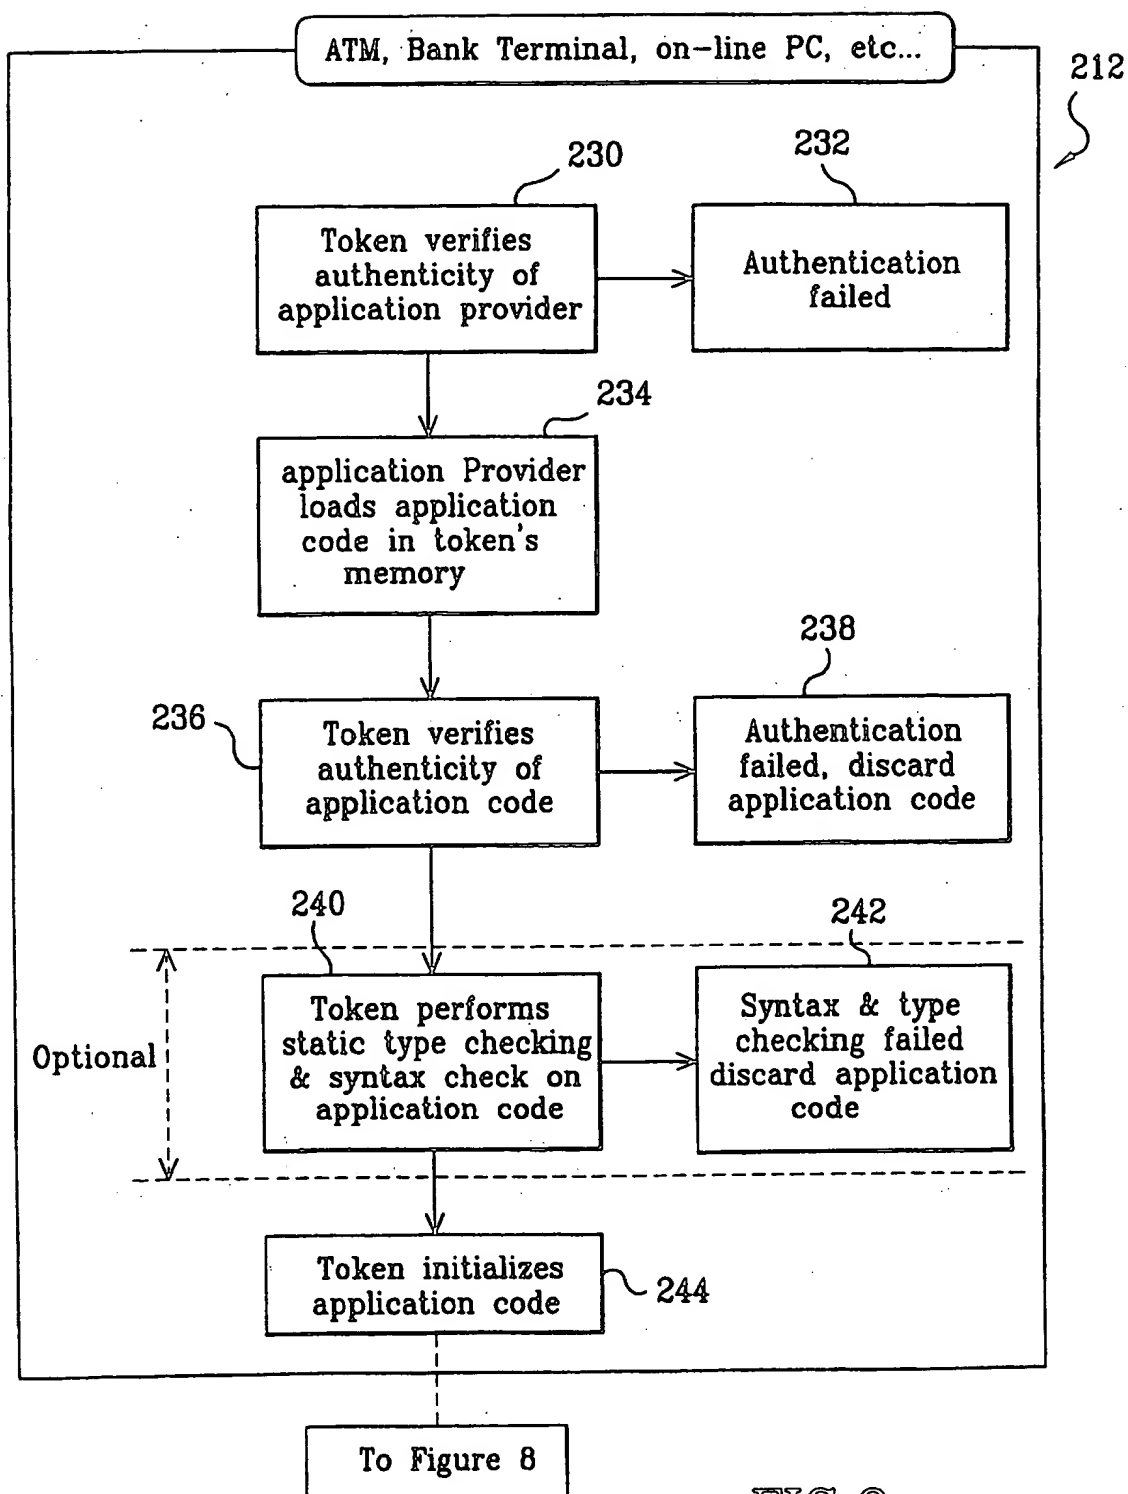 ATM, Bank Terminal, on-line PC, etc...
212
230
232
Token verifies
authenticity of
application provider
Authentication
failed
234
application Provider
loads application
code in token's
memory
236
238
Token verifies
authenticity of
application code
Authentication
failed, discard
application code
240
242
Optional
Token performs
static type checking
& syntax check on
application code
Syntax & type
checking failed
discard application
code
Token initializes
application code
244
To Figure 8